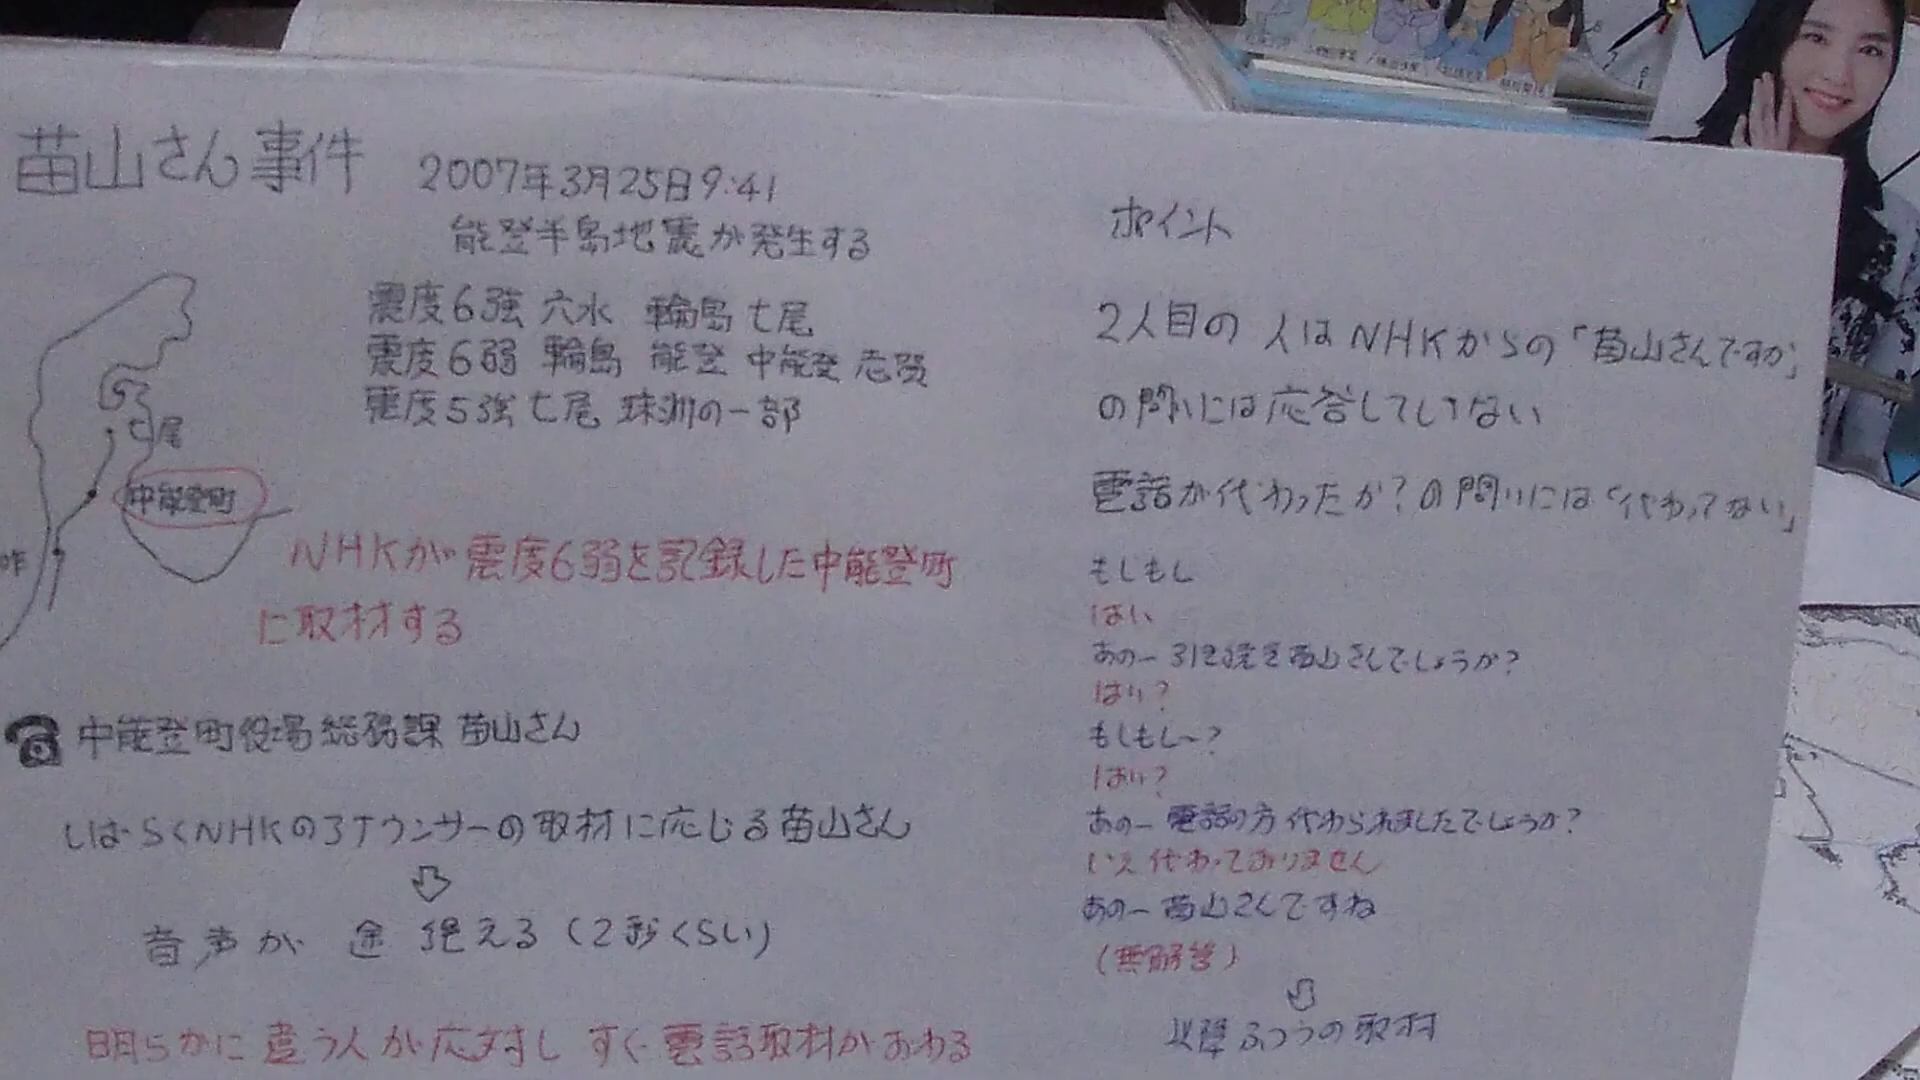 苗山さん事件
2007年3月25日9:41
能登半島地震が発生する
震度6強 穴水 輪島 七尾
震度6弱 輪島 能登 中能登 志賀
震度5強 七尾 珠洲の一部
七尾
中能登町
咋
NHKが震度6弱を記録した中能登町
に取材する
中能登町役場総務課 苗山さん
しばらくNHKのアナウンサーの取材に応じる苗山さん
音声が 途絶える(2秒くらい)
明らかに違う人が応対し すぐ電話取材がおわる
ポイント
2人目の人はNHKからの「苗山さんですか」
の問いには応答してしてない
電話が代わったか?の問いには「代わってない」
もしもし
はい
あのー 引き続き苗山さんでしょうか?
はい?
もしもし~?
はい?
あのー 電話の方代わられましたでしょうか?
いえ代わっておりません
あのー苗山さんですね
(無解答)
以降ふつうの取材